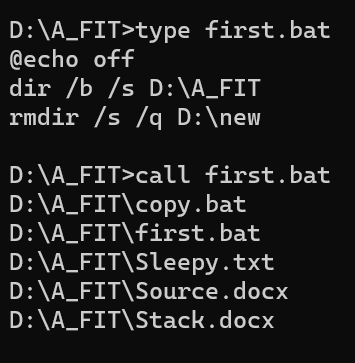 D:\A_FIT>type first.bat
@echo off
dir /b /s D:\A_FIT
rmdir /s /q D:\new
D:\A_FIT>call first.bat
D:\A_FIT\copy.bat
D:\A_FIT\first.bat
D:\A_FIT\Sleepy.txt
D:\A_FIT\Source.docx
D:\A_FIT\Stack.docx